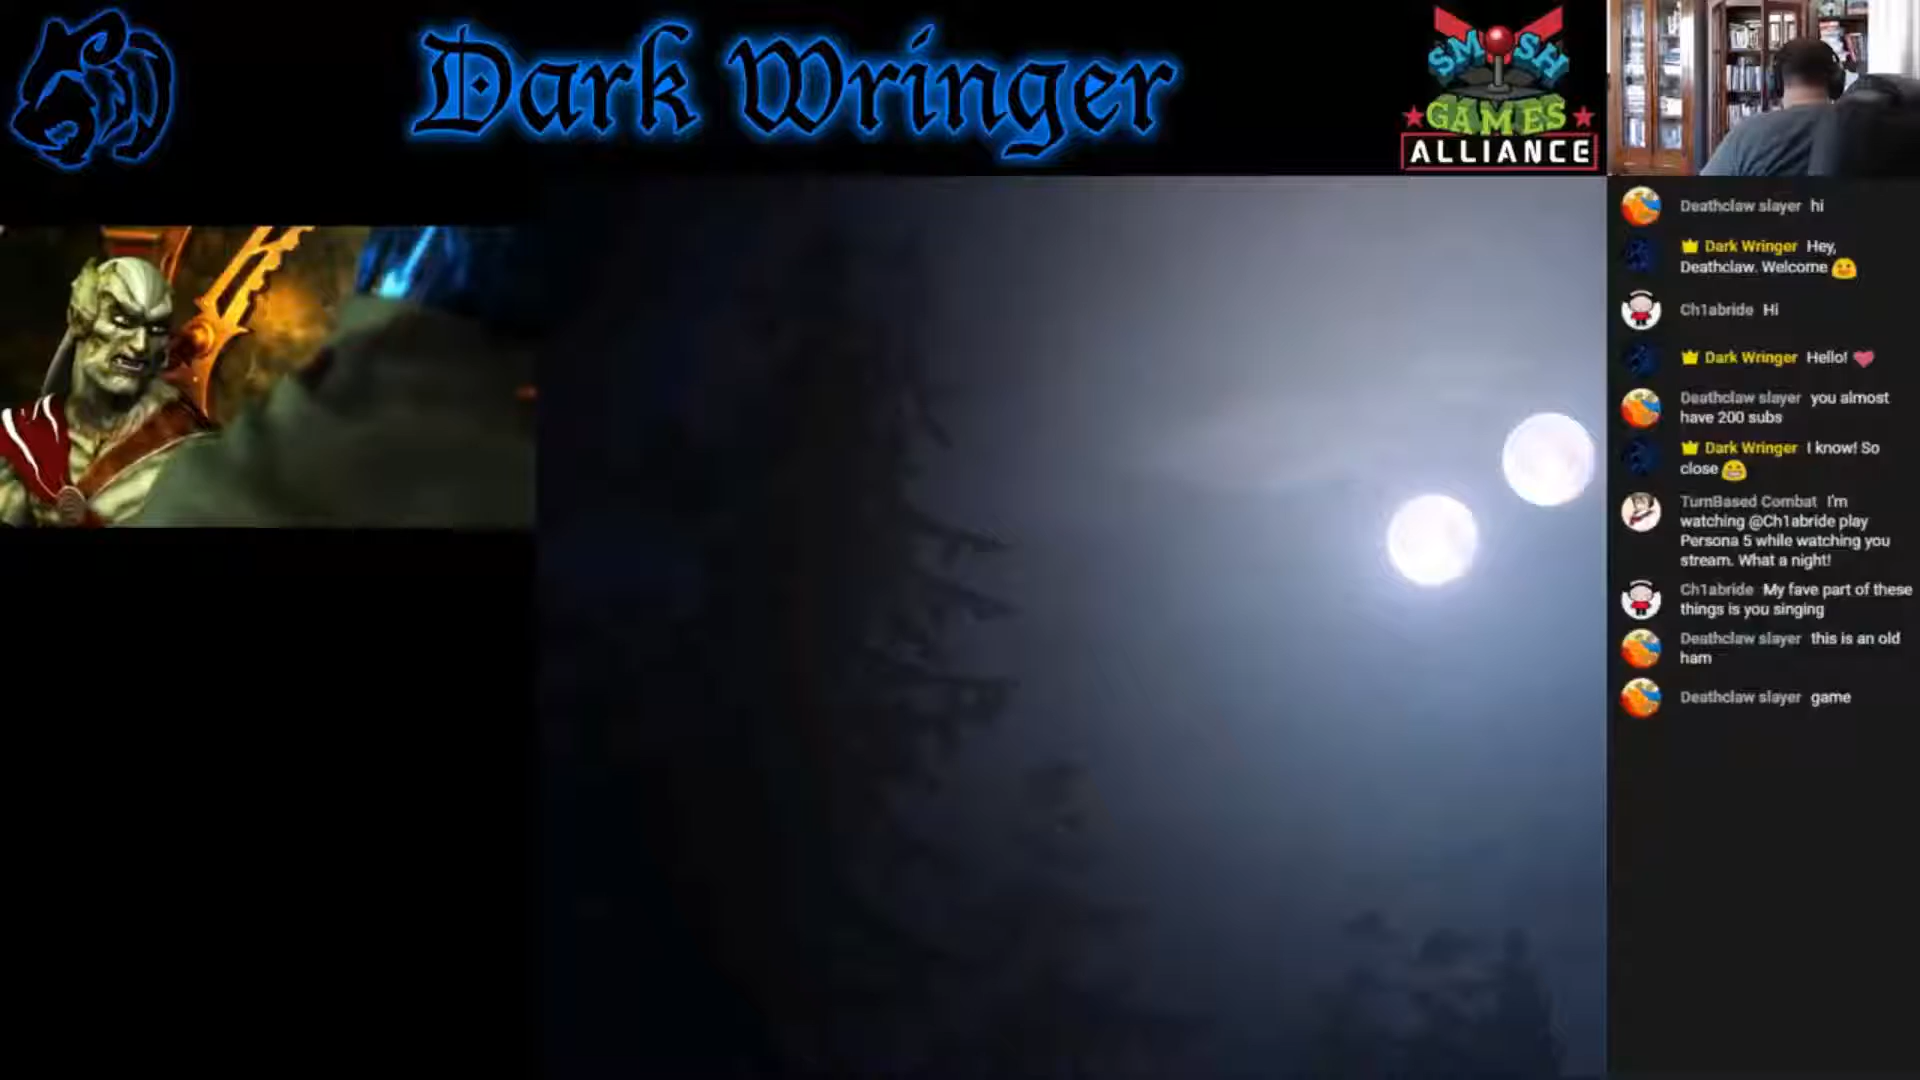 Dark Wringer
SMASH
GAMES
ALLIANCE
Deathclaw slayer hi
Dark Wringer Hey,
Deathclaw. Welcome
Ch1abride Hi
Dark Wringer Hello!
Deathclaw slayer you almost
have 200 subs
Dark Wringer I know! So
close
TurnBased Combat I'm
watching @Ch1abride play
Persona 5 while watching you
stream. What a night!
Ch1abride My fave part of these
things is you singing
Deathclaw slayer this is an old
ham
Deathclaw slayer game